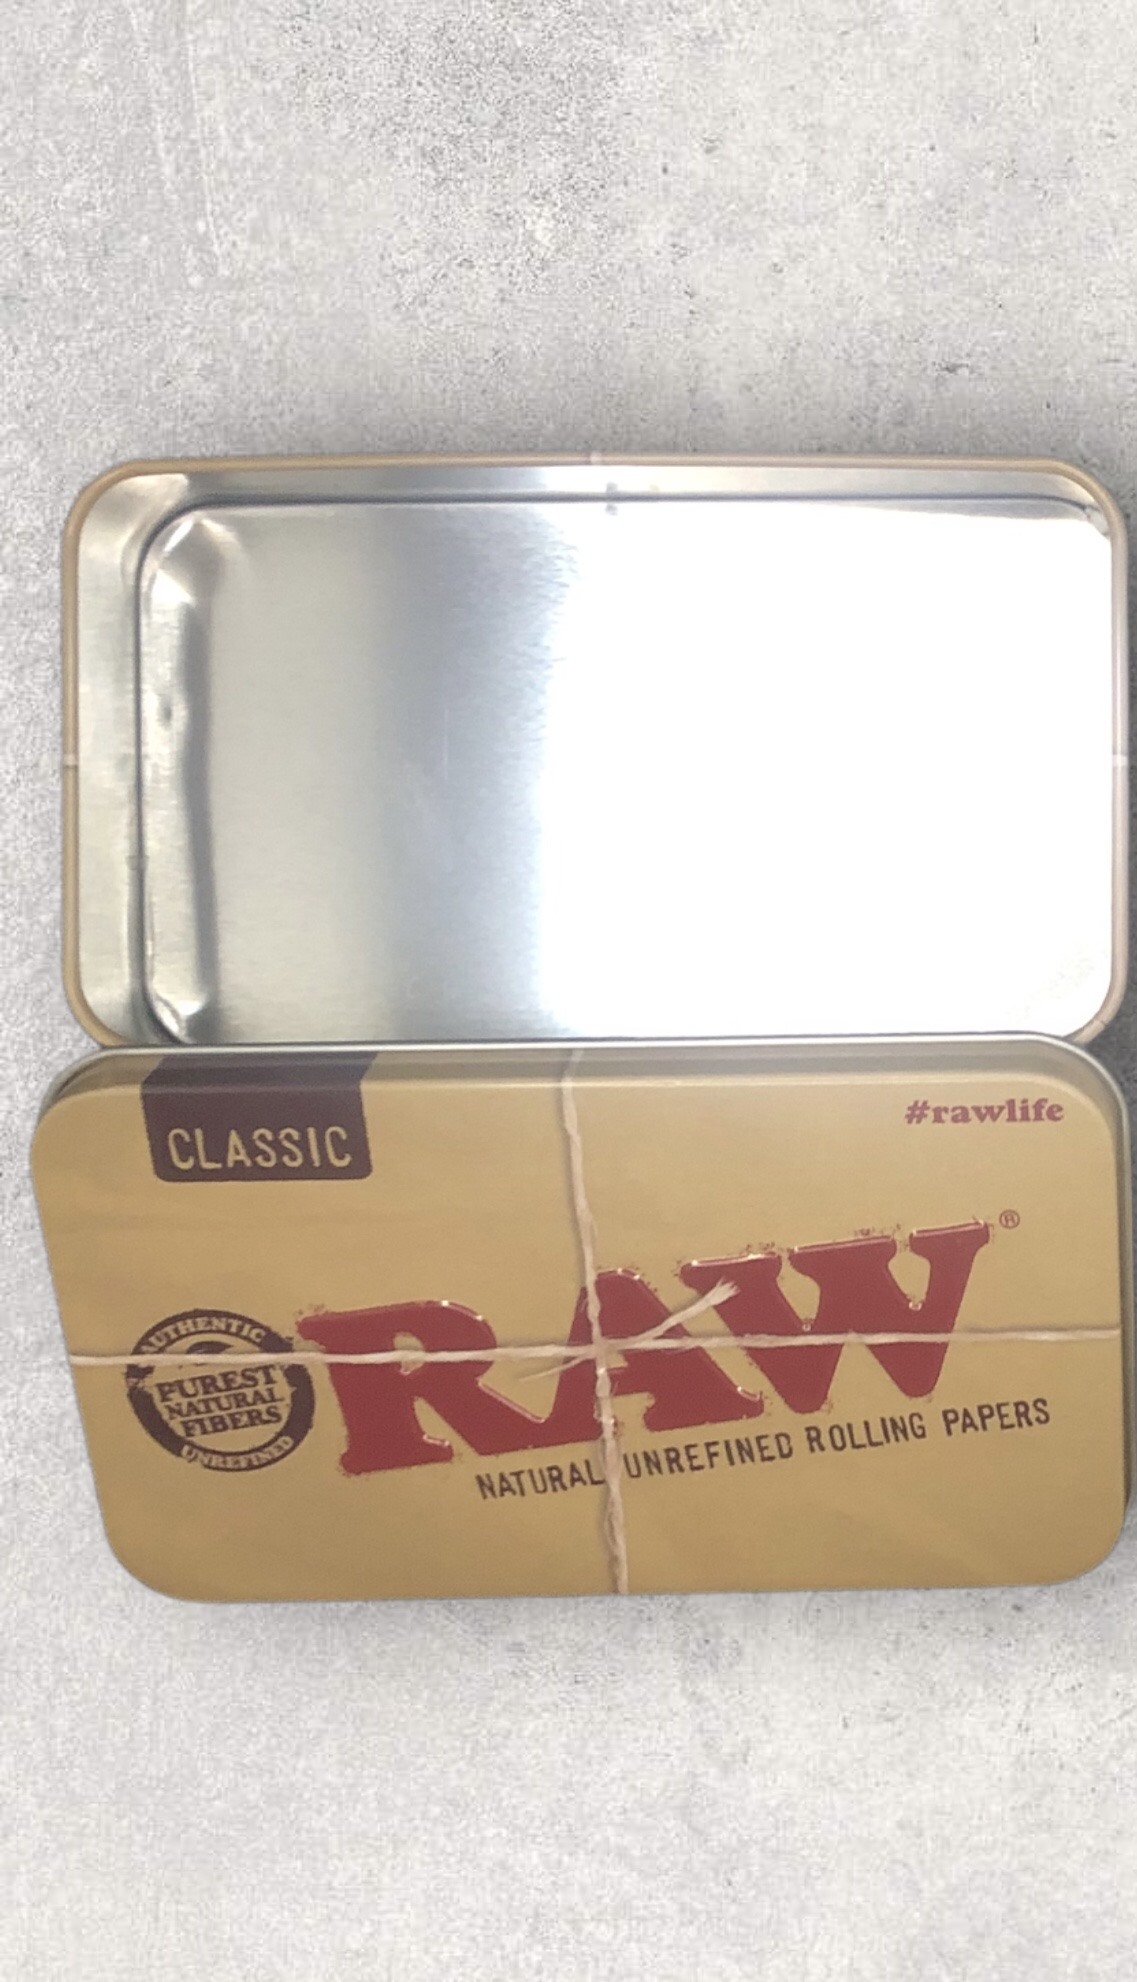 CLASSIC
#rawlife
RAW®
AUTHENTIC
PUREST
NATURAL
FIBERS
UNREFINED
NATURAL UNREFINED ROLLING PAPERS